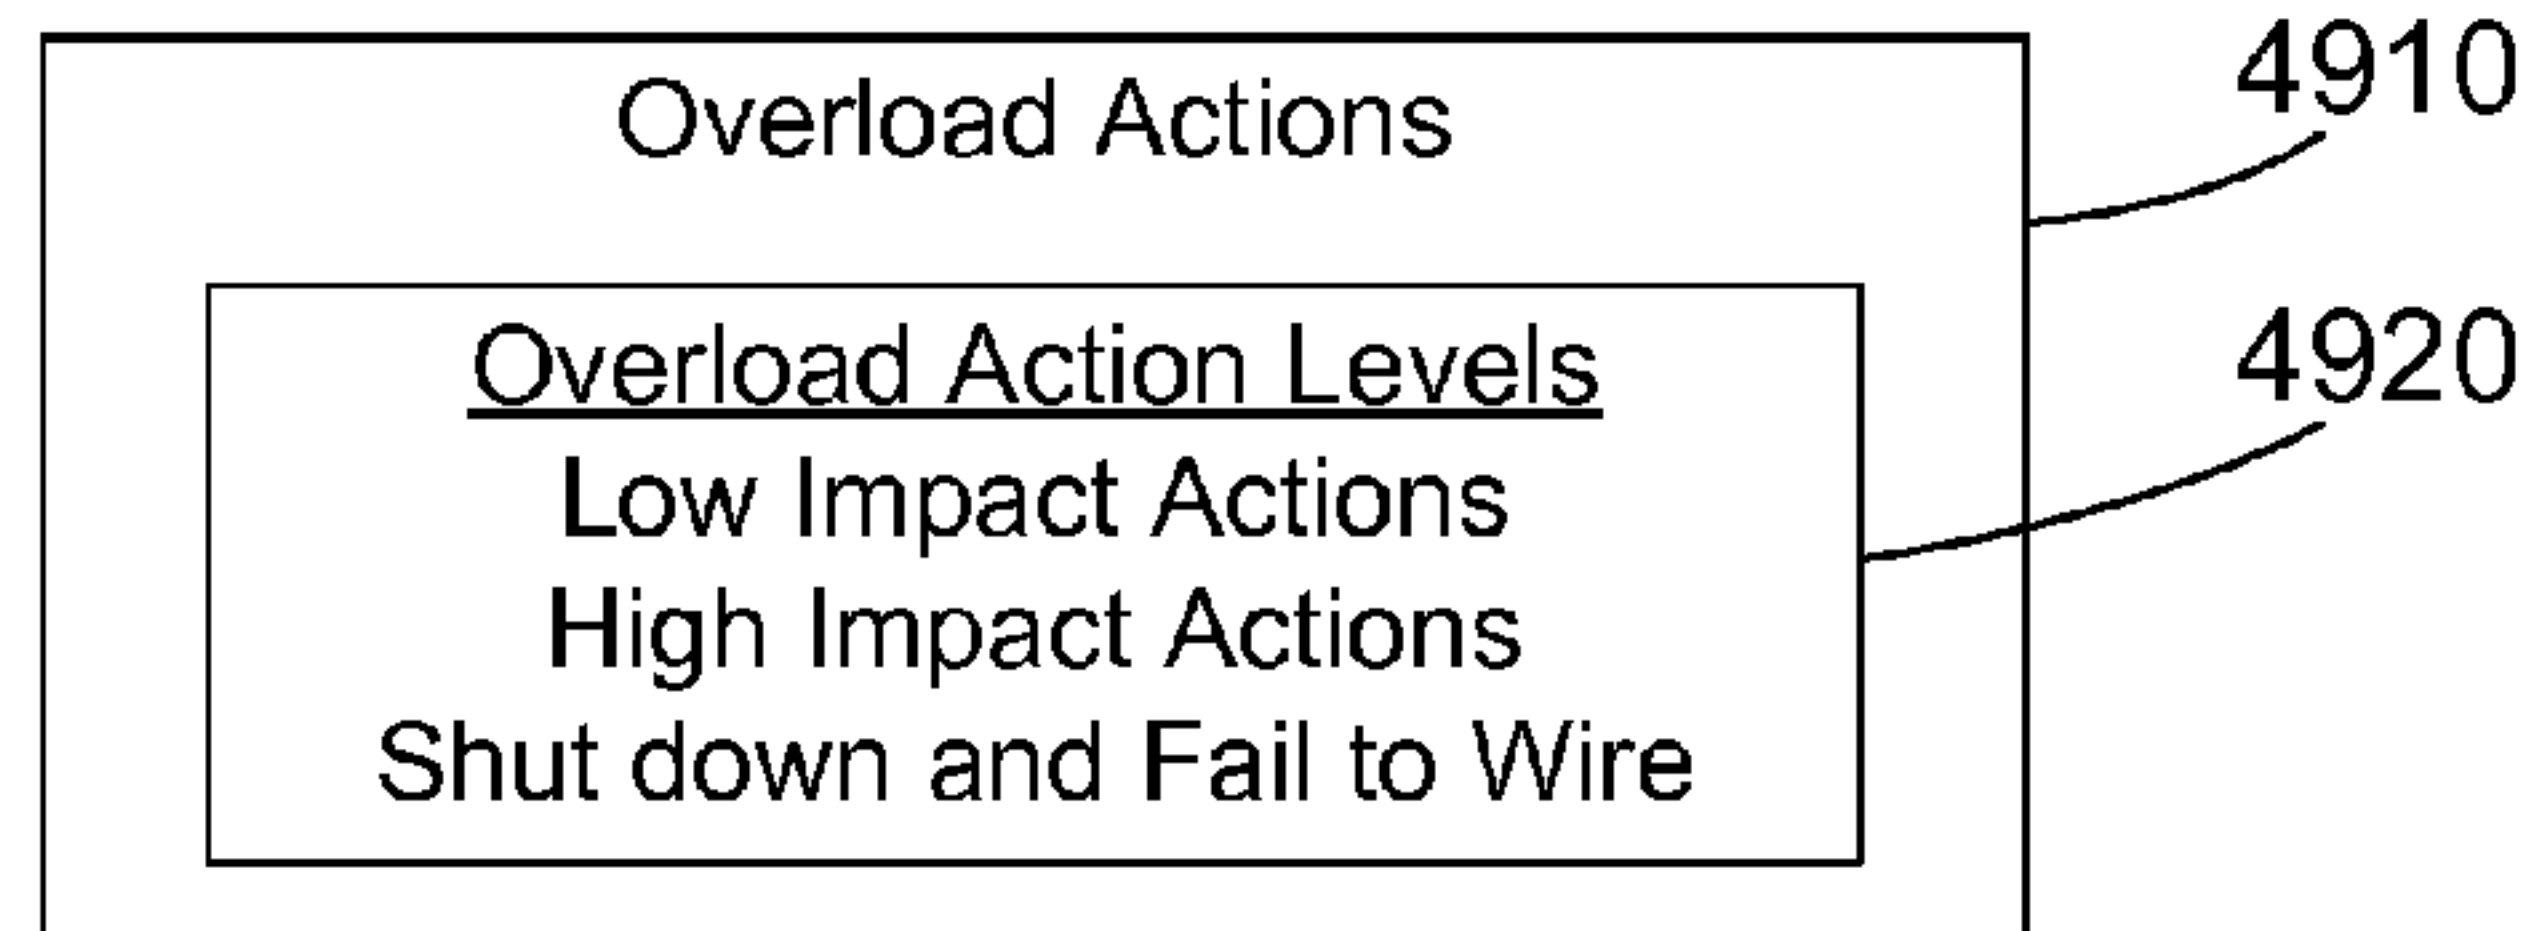 Overload Actions
4910
Overload Action Levels
4920
Low Impact Actions
High Impact Actions
Shut down and Fail to Wire